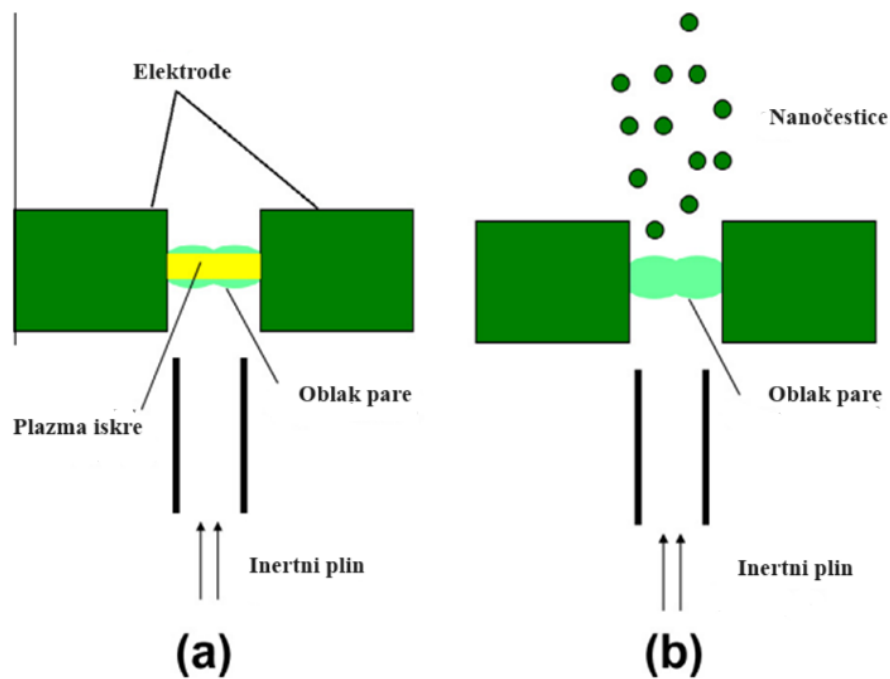 Elektrode
Oblak pare
Plazma iskre
Inertni plin
(a)
Nanočestice
Oblak pare
Inertni plin
(b)